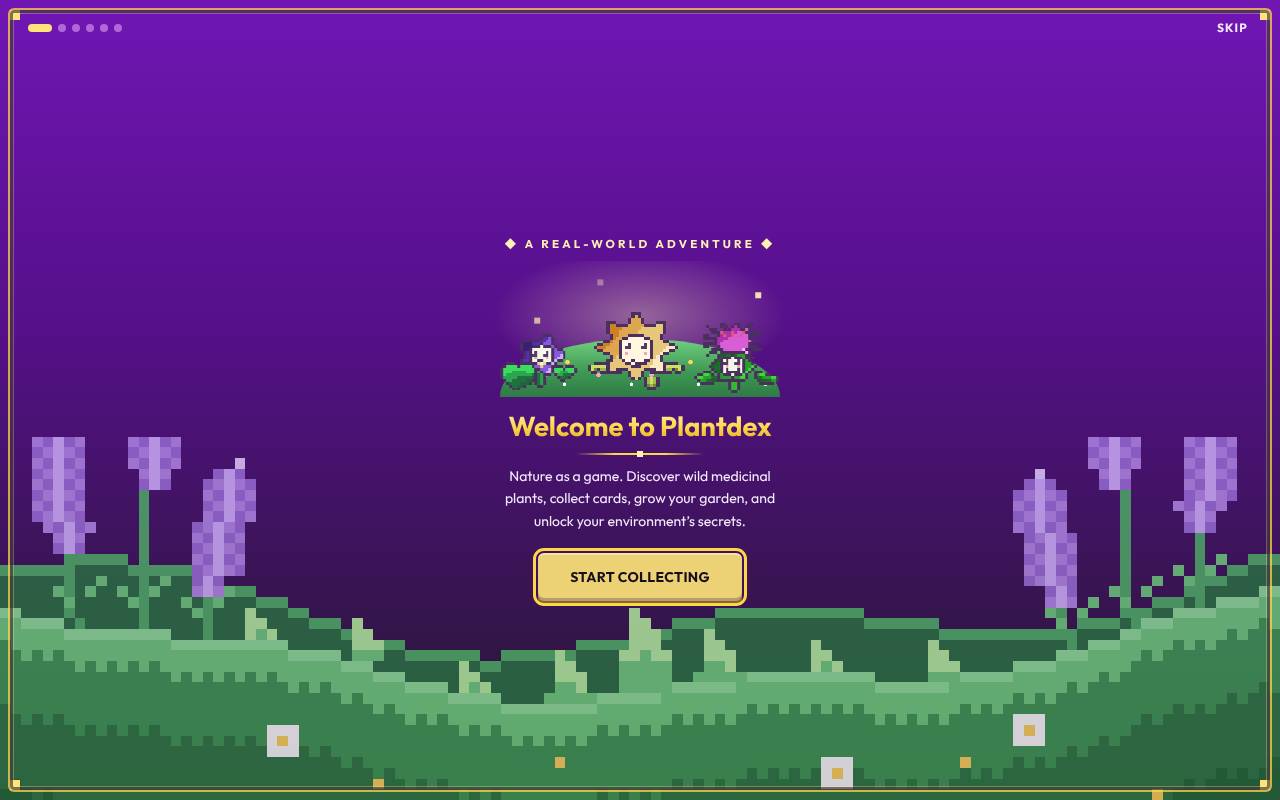 SKIP
◆ A REAL-WORLD ADVENTURE ◆
Welcome to Plantdex
Nature as a game. Discover wild medicinal
plants, collect cards, grow your garden, and
unlock your environment’s secrets.
START COLLECTING